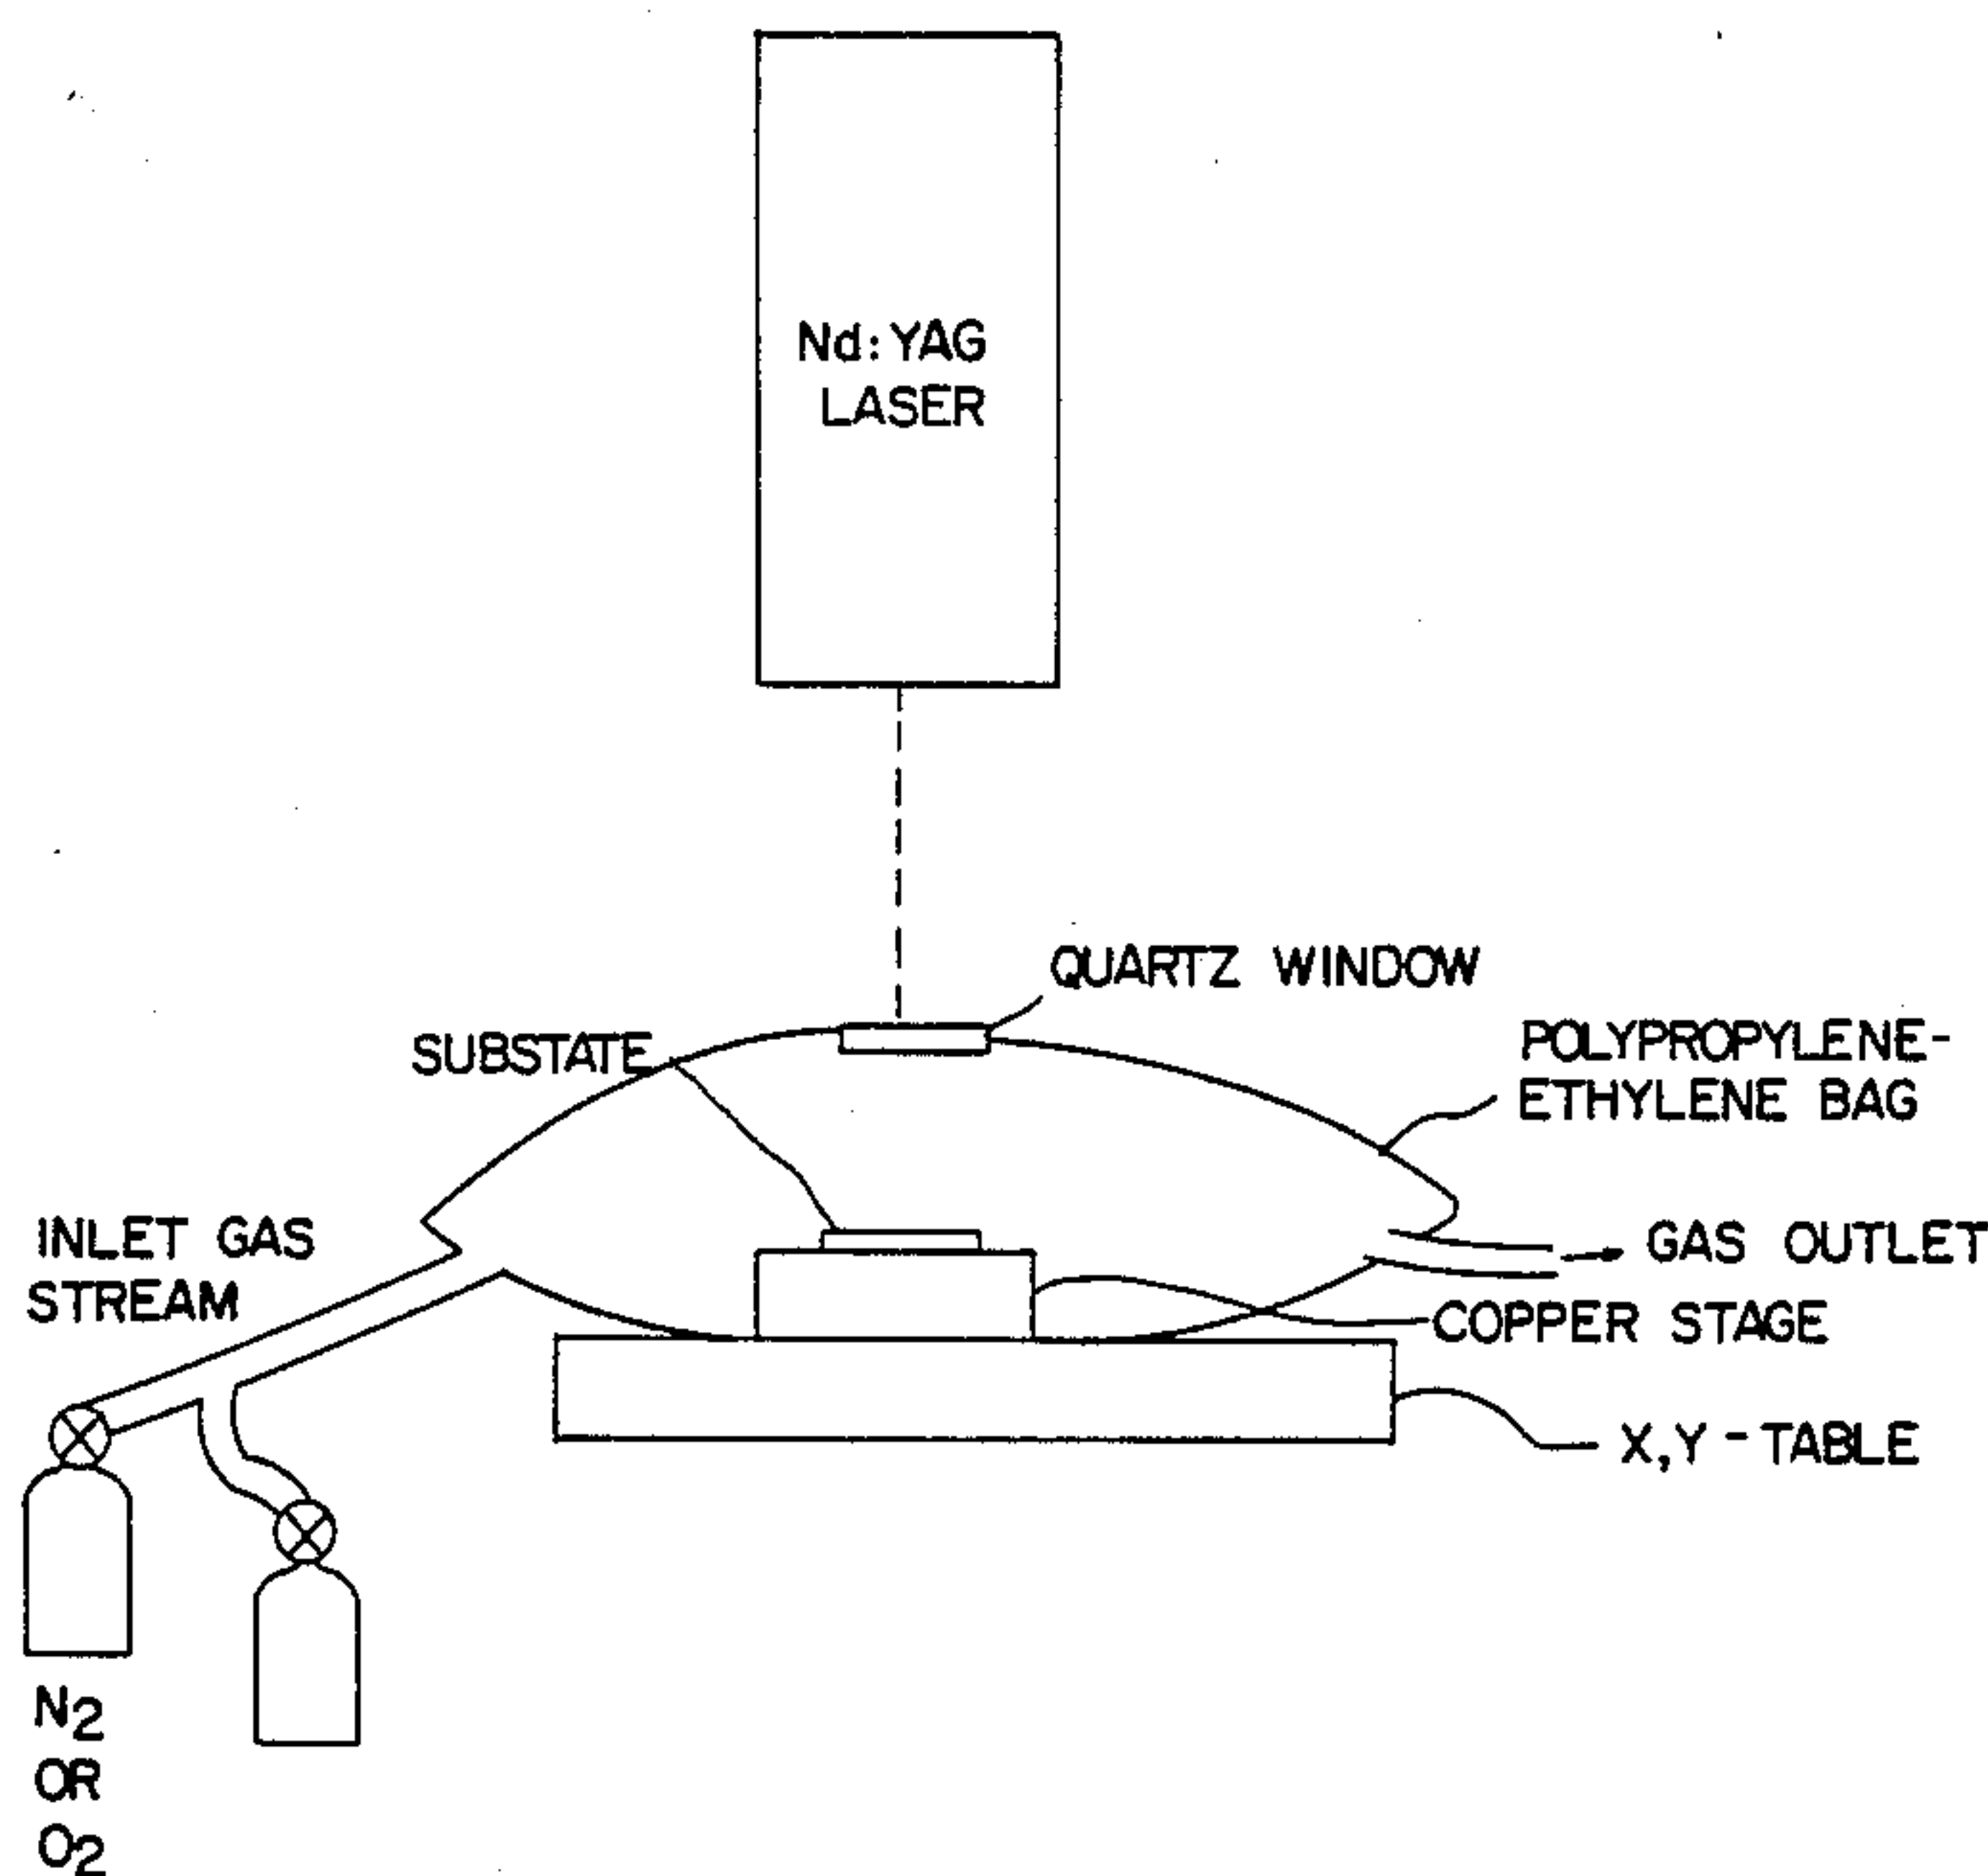 Nd:YAG
LASER
QUARTZ WINDOW
SUBSTATE
POLYPROPYLENE-
ETHYLENE BAG
INLET GAS
STREAM
GAS OUTLET
COPPER STAGE
X,Y-TABLE
N2
OR
O2